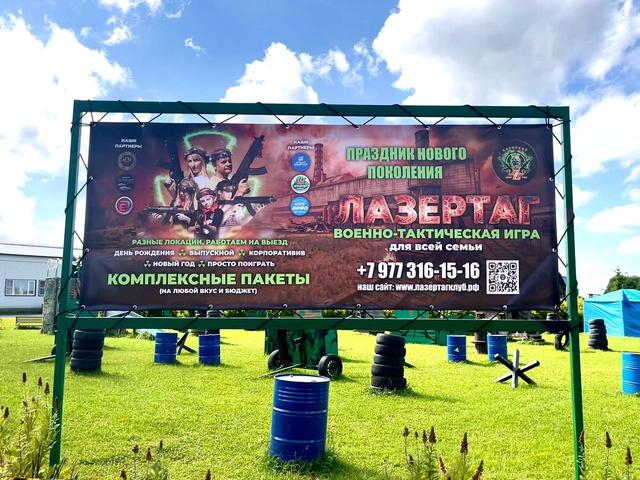 НАШИ
ПАРТНЕРЫ
НАШИ
ПАРТНЕРЫ
ПРАЗДНИК НОВОГО
ПОКОЛЕНИЯ
ЛАЗЕРТАГ
ВОЕННО-ТАКТИЧЕСКАЯ ИГРА
для всей семьи
РАЗНЫЕ ЛОКАЦИИ, РАБОТАЕМ НА ВЫЕЗД
ДЕНЬ РОЖДЕНИЯ ВЫПУСКНОЙ КОРПОРАТИВ
НОВЫЙ ГОД ПРОСТО ПОИГРАТЬ
КОМПЛЕКСНЫЕ ПАКЕТЫ
(НА ЛЮБОЙ ВКУС И БЮДЖЕТ)
+7 977 316-15-16
наш сайт: www.лазертагклуб.рф